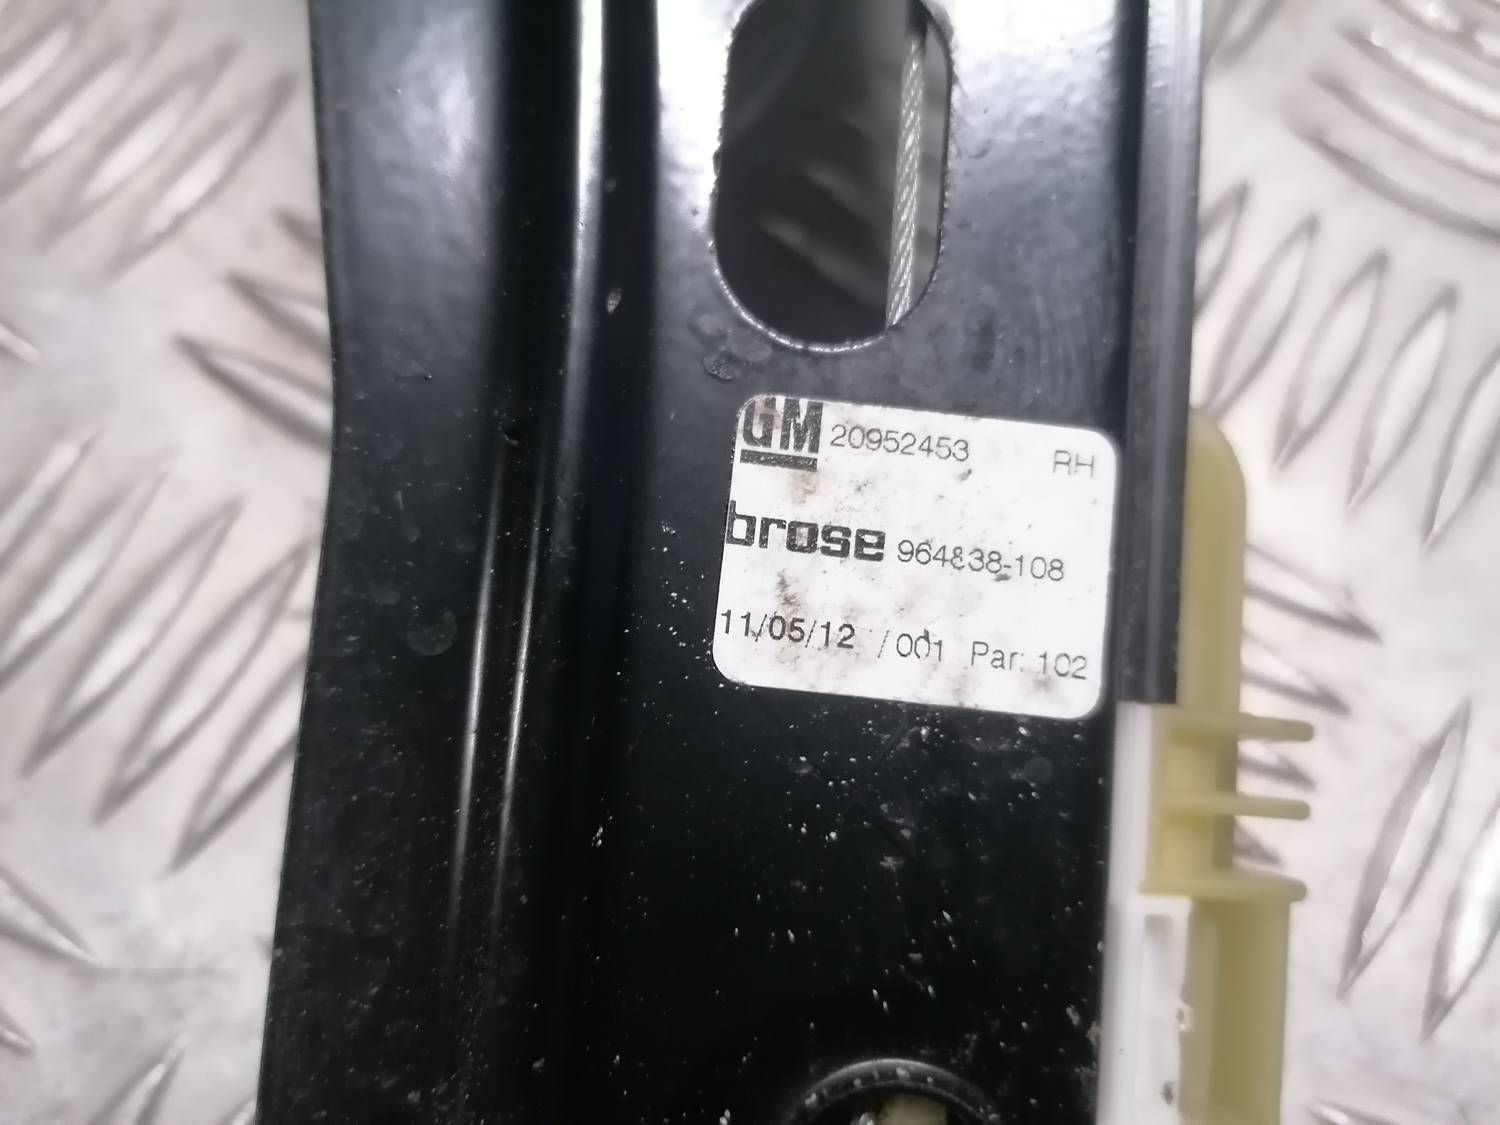 GM 20952453 RH
brose 964838-108
11/05/12 /001 Par: 102